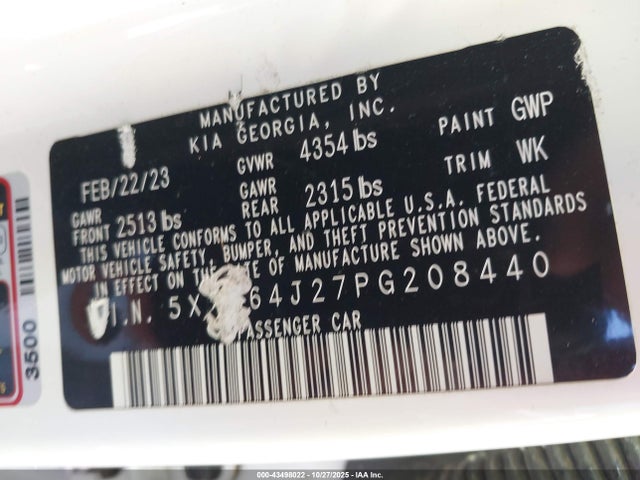 MANUFACTURED BY
KIA GEORGIA, INC.
FEB/22/23 GVWR 4354 lbs PAINT GWP
GAWR FRONT 2513 lbs GAWR REAR 2315 lbs TRIM WK
THIS VEHICLE CONFORMS TO ALL APPLICABLE U.S.A. FEDERAL
MOTOR VEHICLE SAFETY, BUMPER, AND THEFT PREVENTION STANDARDS
IN EFFECT ON THE DATE OF MANUFACTURE SHOWN ABOVE.
V.I.N. 5X 64J27PG208440
PASSENGER CAR
3500
000-43498022 - 10/27/2025 - IAA Inc.